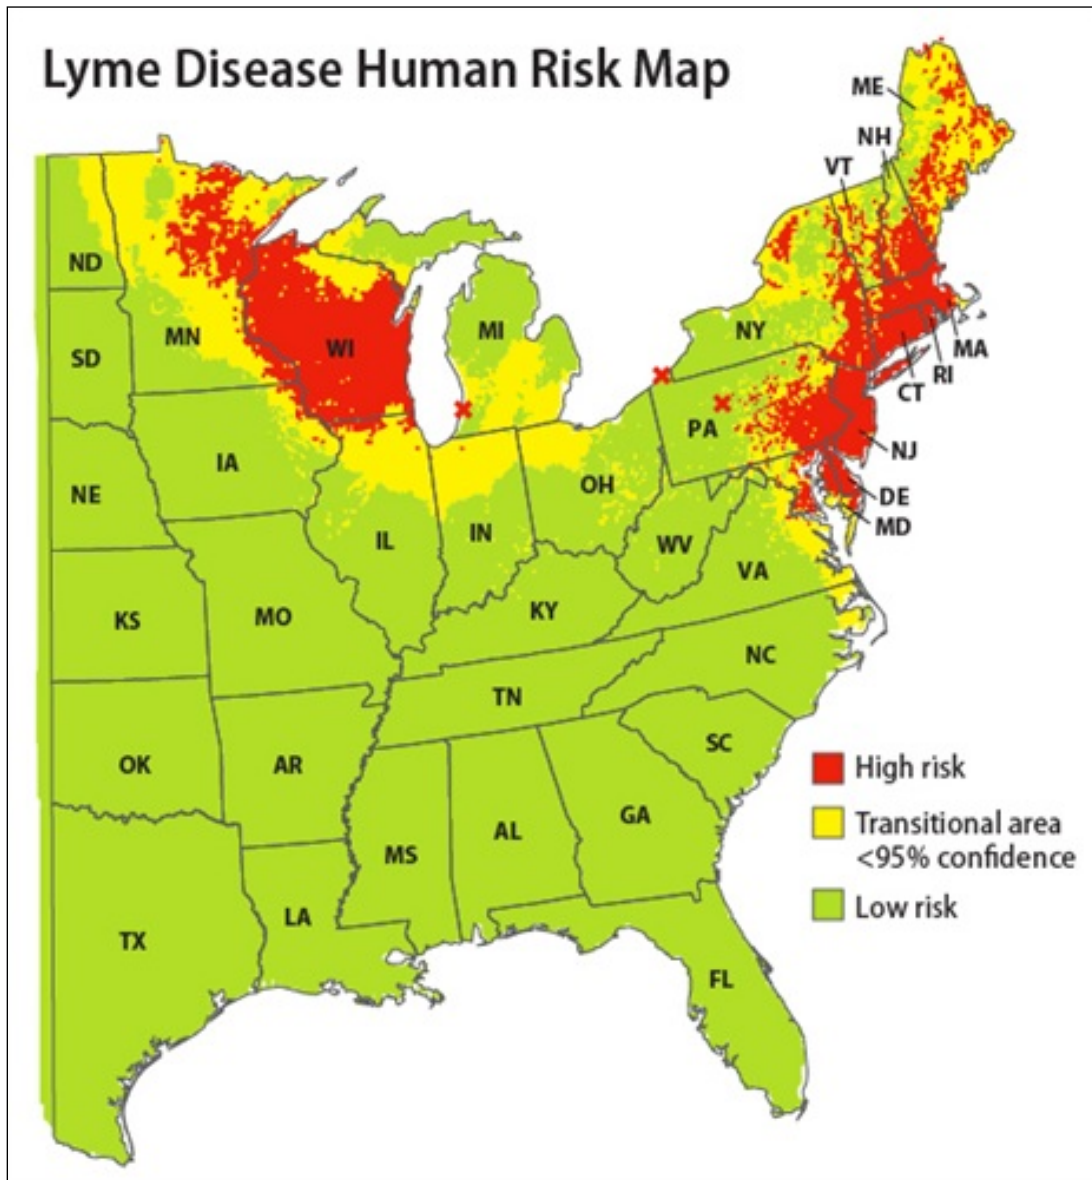 Lyme Disease Human Risk Map
ME
NH
VT
ND
MN
SD
WI
MI
NY
MA
RI
CT
PA
NJ
IA
NE
OH
DE
MD
IL
IN
WV
VA
KS
MO
KY
NC
TN
OK
AR
SC
High risk
Transitional area
<95% confidence
Low risk
MS
AL
GA
LA
TX
FL